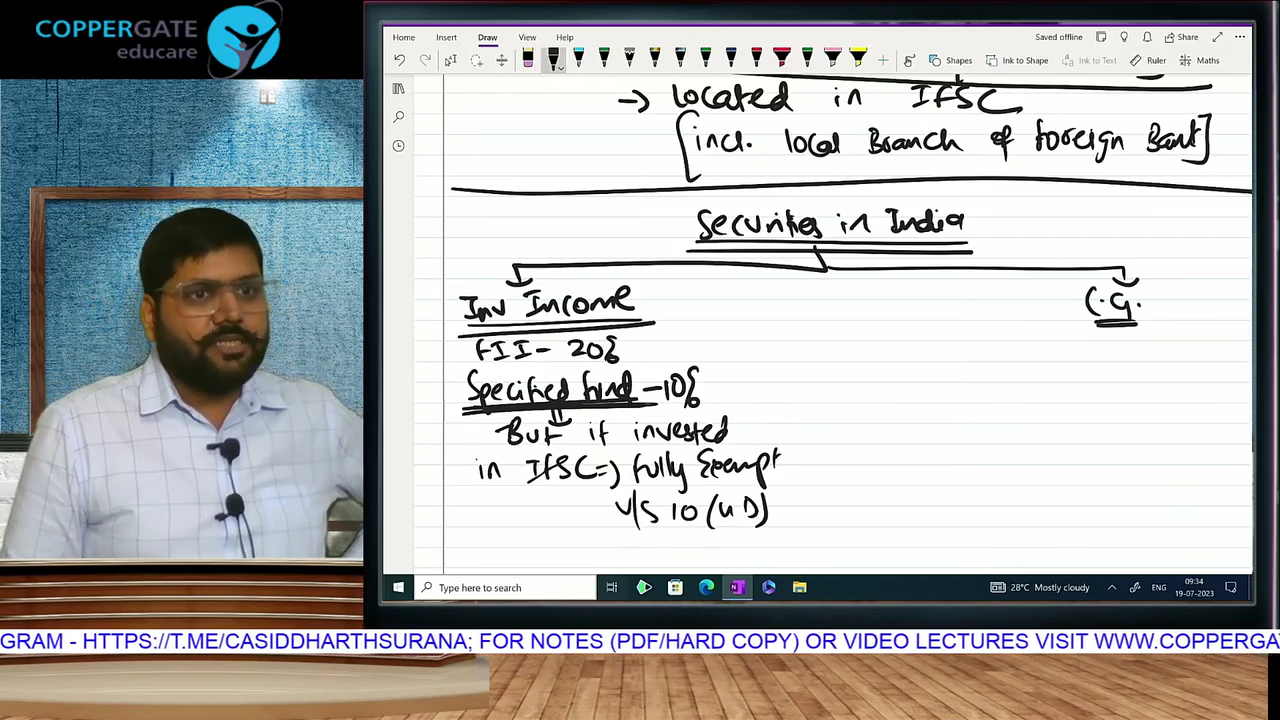 COPPERGATE
educare
Home Insert Draw View Help
Saved offline
Share
Shapes
Ink to Shape
Ink to Text
Ruler
Maths
→ located in IFSC
[incl. local Branch of foreign Bank]
Securities in India
Inv Income
C.G.
FII - 20%
Specified fund - 10%
But if invested
in IFSC => fully Exempt
u/s 10(4D)
Type here to search
28°C Mostly cloudy
ENG
09:34
19-07-2023
GRAM - HTTPS://T.ME/CASIDDHARTHSURANA; FOR NOTES (PDF/HARD COPY) OR VIDEO LECTURES VISIT WWW.COPPERGATE